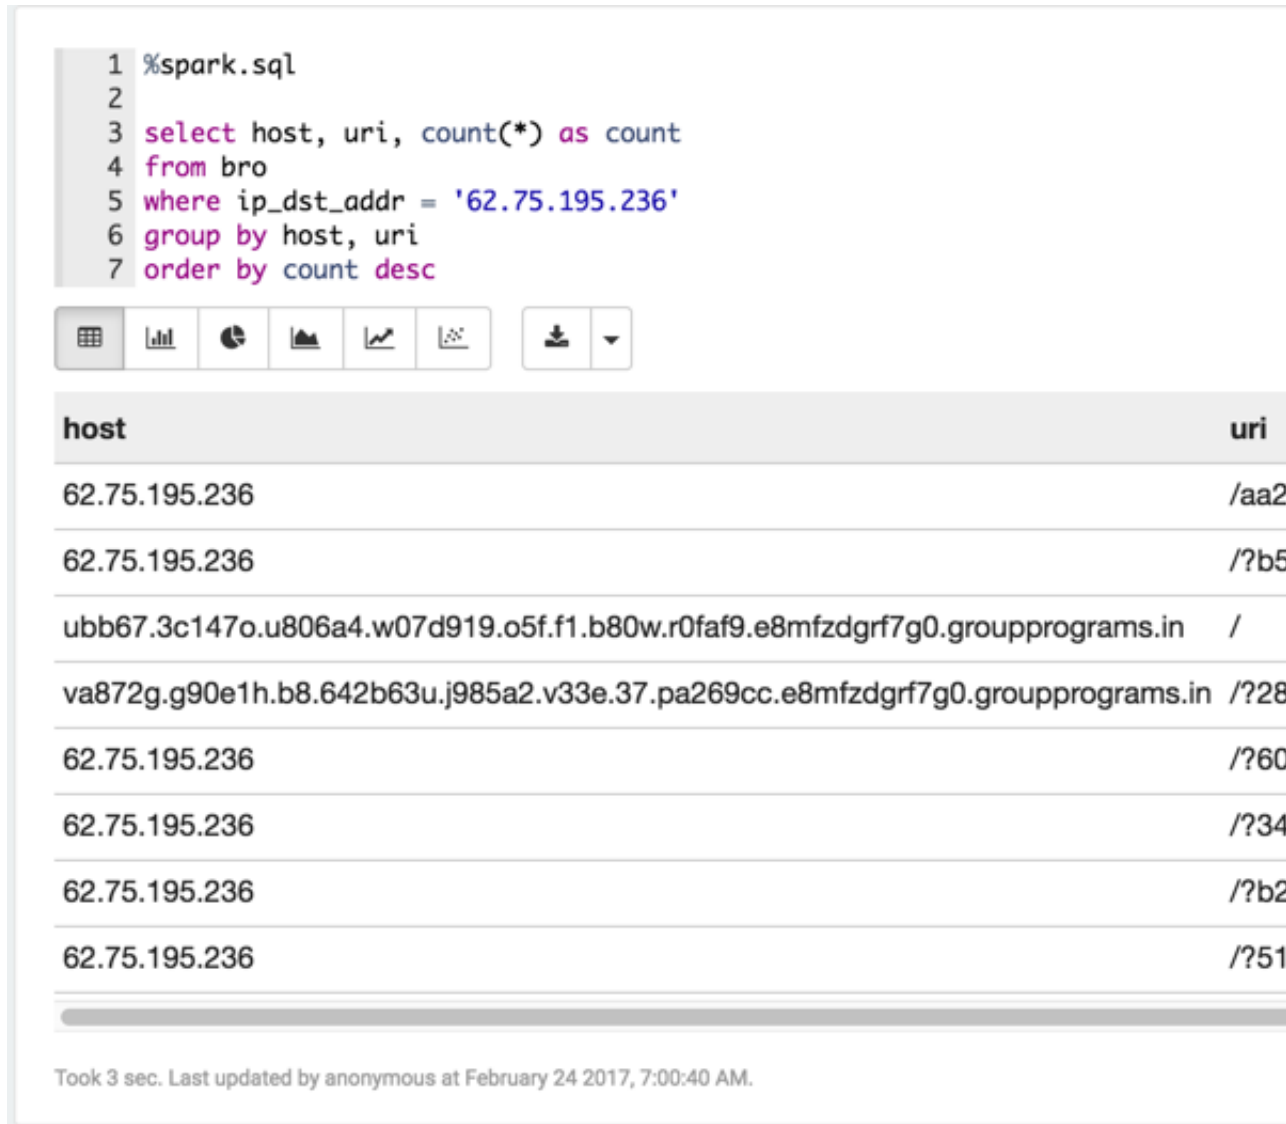 1 %spark.sql
2
3 select host, uri, count(*) as count
4 from bro
5 where ip_dst_addr = '62.75.195.236'
6 group by host, uri
7 order by count desc
host uri
62.75.195.236 /aa2
62.75.195.236 /?b5
ubb67.3c147o.u806a4.w07d919.o5f.f1.b80w.r0faf9.e8mfzdgrf7g0.groupprograms.in /
va872g.g90e1h.b8.642b63u.j985a2.v33e.37.pa269cc.e8mfzdgrf7g0.groupprograms.in /?28
62.75.195.236 /?60
62.75.195.236 /?34
62.75.195.236 /?b2
62.75.195.236 /?51
Took 3 sec. Last updated by anonymous at February 24 2017, 7:00:40 AM.